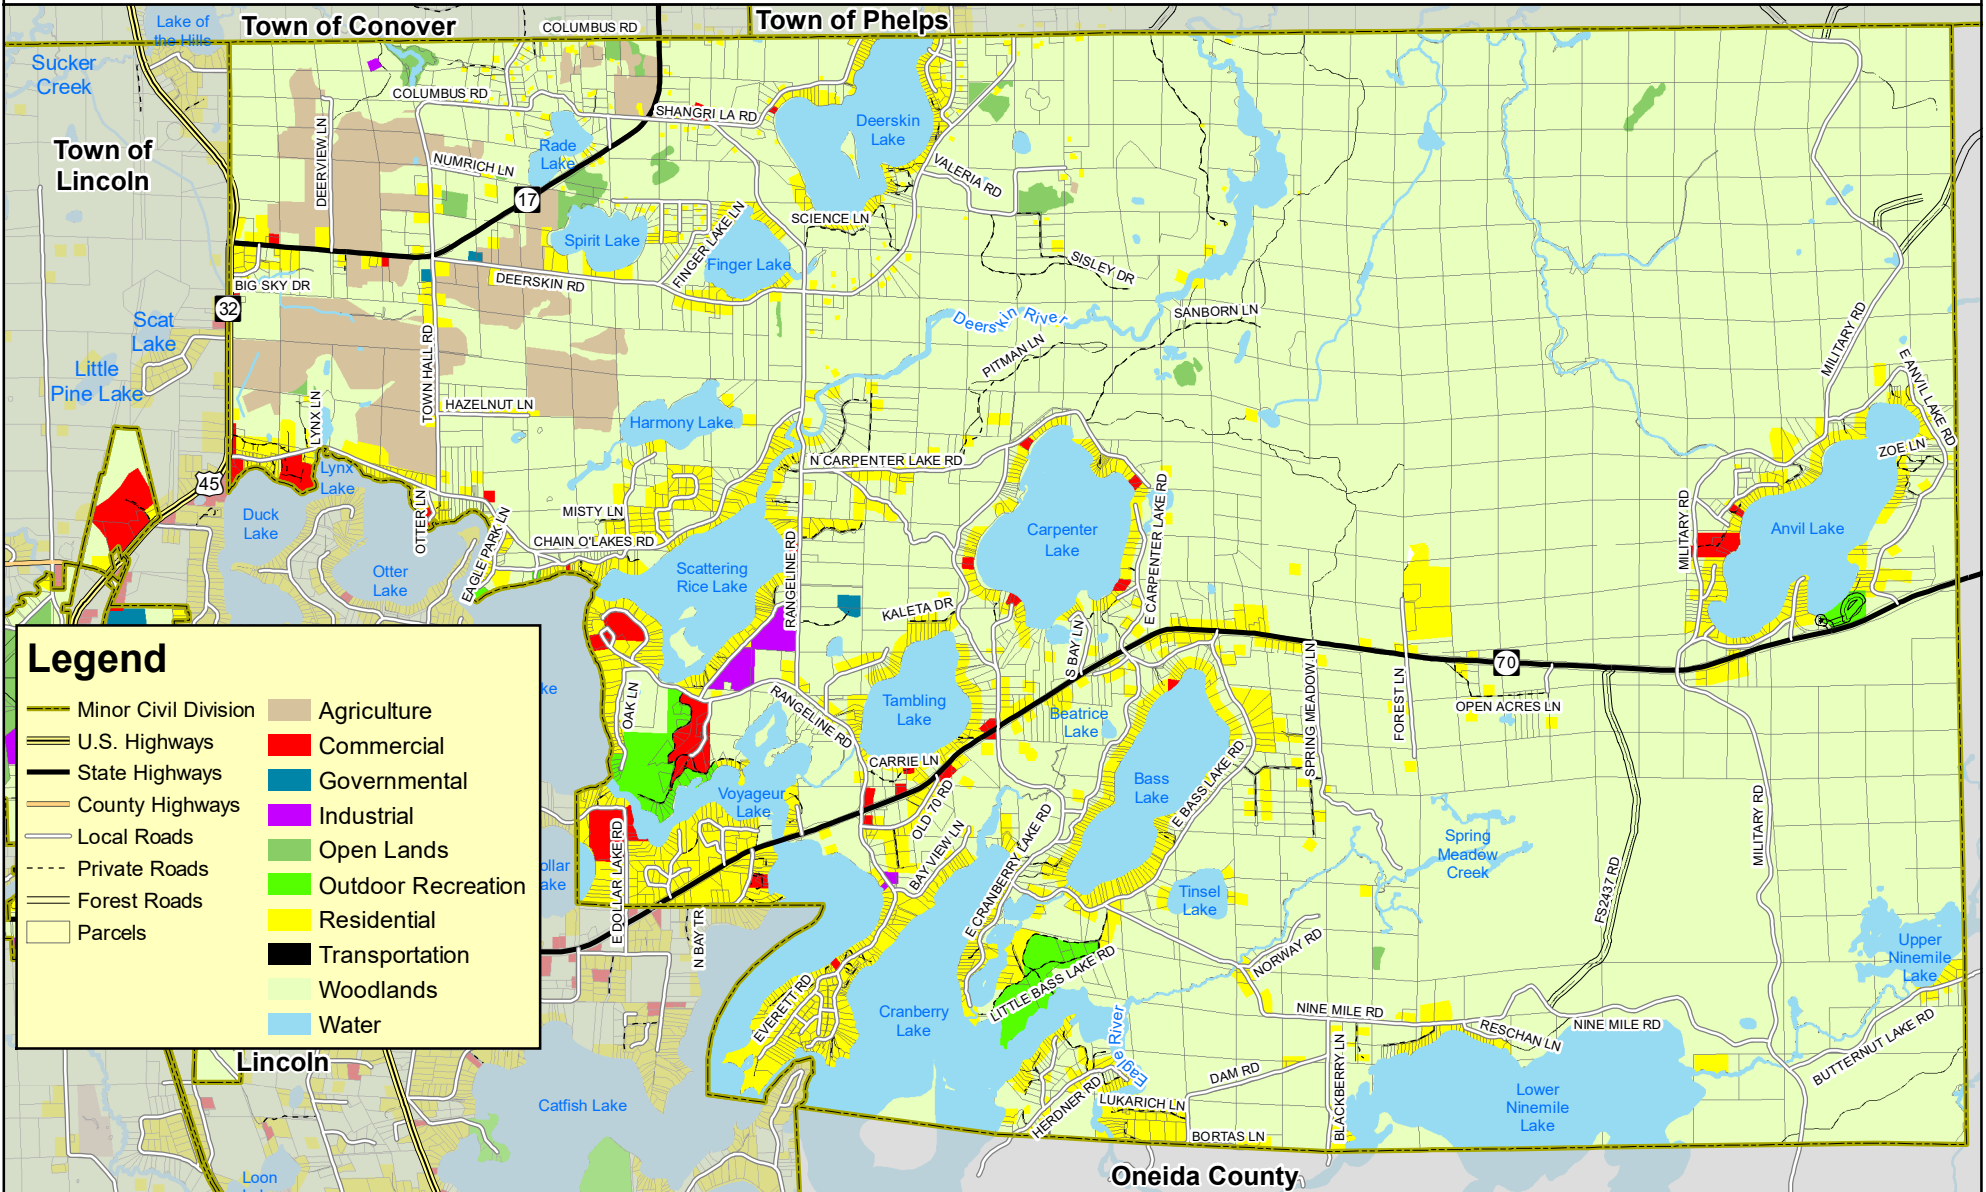 Lake of
the Hills
Town of Conover
COLUMBUS RD
Town of Phelps
Sucker
Creek
COLUMBUS RD
SHANGRI LA RD
Deerskin
Lake
Town of
Lincoln
DEERVIEW LN
NUMRICH LN
Rade
Lake
VALERIA RD
17
SCIENCE LN
Spirit Lake
FINGER LAKE LN
Finger Lake
SISLEY DR
BIG SKY DR
DEERSKIN RD
32
Scat
Lake
Deerskin River
SANBORN LN
TOWN HALL RD
PITMAN LN
MILITARY RD
Little
Pine Lake
E ANVIL LAKE RD
LYNX LN
HAZELNUT LN
Harmony Lake
ZOE LN
N CARPENTER LAKE RD
Lynx
Lake
45
OTTER LN
EAGLE PARK LN
MISTY LN
Duck
Lake
CHAIN O'LAKES RD
RANGELINE RD
Carpenter
Lake
E CARPENTER LAKE RD
MILITARY RD
Anvil Lake
Otter
Lake
Scattering
Rice Lake
KALETA DR
S BAY LN
Legend
Minor Civil Division
U.S. Highways
State Highways
County Highways
Local Roads
Private Roads
Forest Roads
Parcels
Agriculture
Commercial
Governmental
Industrial
Open Lands
Outdoor Recreation
Residential
Transportation
Woodlands
Water
ke
OAK LN
RANGELINE RD
Tambling
Lake
Beatrice
Lake
SPRING MEADOW LN
FOREST LN
70
OPEN ACRES LN
CARRIE LN
Voyageur
Lake
Bass
Lake
E BASS LAKE RD
OLD 70 RD
BAY VIEW LN
E CRANBERRY LAKE RD
Spring
Meadow
Creek
MILITARY RD
FS2437 RD
ollar
ake
E DOLLAR LAKE RD
N BAY TR
Tinsel
Lake
NORWAY RD
Upper
Ninemile
Lake
EVERETT RD
Cranberry
Lake
LITTLE BASS LAKE RD
Eagle River
NINE MILE RD
RESCHAN LN
NINE MILE RD
BUTTERNUT LAKE RD
Lincoln
DAM RD
BLACKBERRY LN
Catfish Lake
HERDNER RD
LUKARICH LN
BORTAS LN
Lower
Ninemile
Lake
Loon
Oneida County